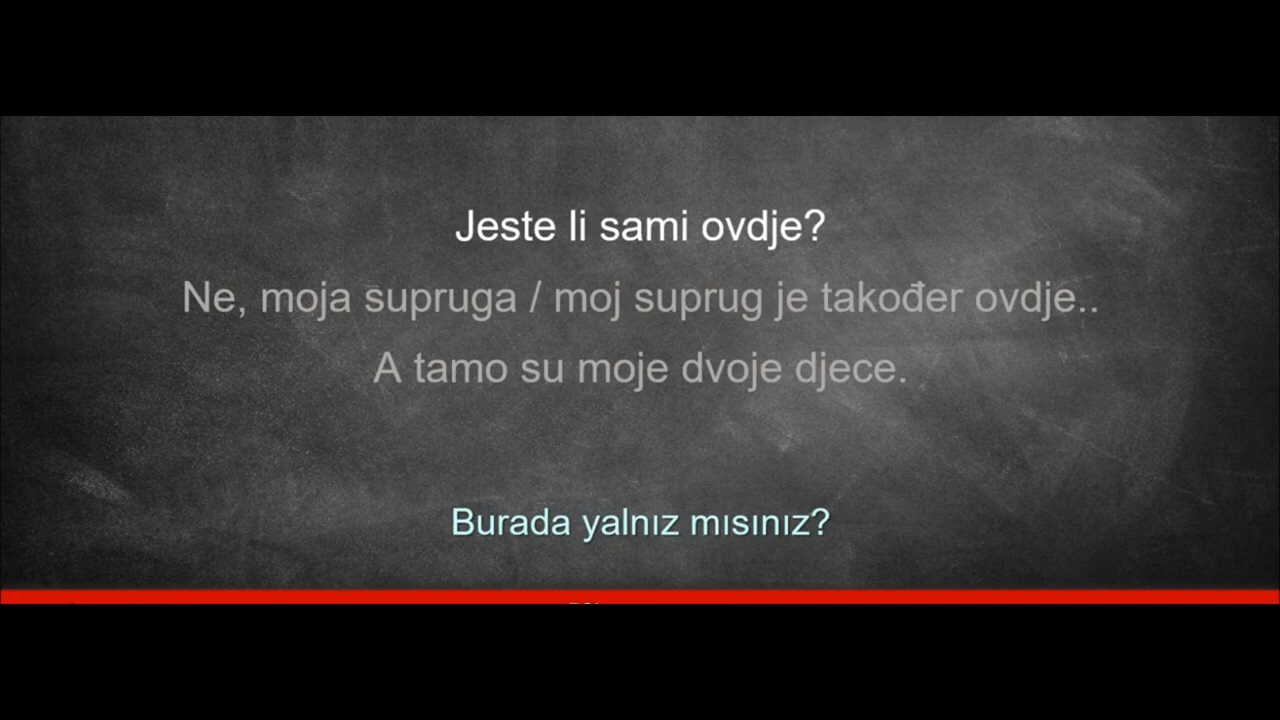 Jeste li sami ovdje?
Ne, moja supruga / moj suprug je također ovdje..
A tamo su moje dvoje djece.
Burada yalnız mısınız?